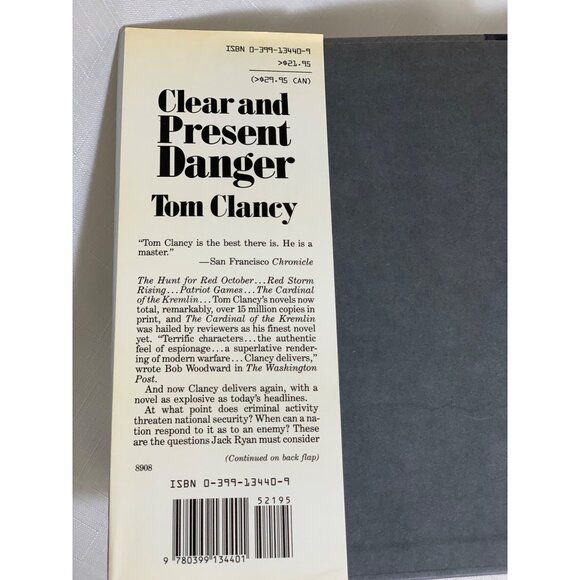 ISBN 0-399-13440-9
>$21.95
(>$29.95 CAN)
Clear and
Present
Danger
Tom Clancy
“Tom Clancy is the best there is. He is a
master.”
—San Francisco Chronicle
The Hunt for Red October...Red Storm
Rising...Patriot Games...The Cardinal
of the Kremlin...Tom Clancy’s novels now
total, remarkably, over 15 million copies in
print, and The Cardinal of the Kremlin
was hailed by reviewers as his finest novel
yet. “Terrific characters...the authentic
feel of espionage...a superlative render-
ing of modern warfare...Clancy delivers,”
wrote Bob Woodward in The Washington
Post.
And now Clancy delivers again, with a
novel as explosive as today’s headlines.
At what point does criminal activity
threaten national security? When can a na-
tion respond to it as to an enemy? These
are the questions Jack Ryan must consider
(Continued on back flap)
8908
ISBN 0-399-13440-9
52195
9 780399 134401